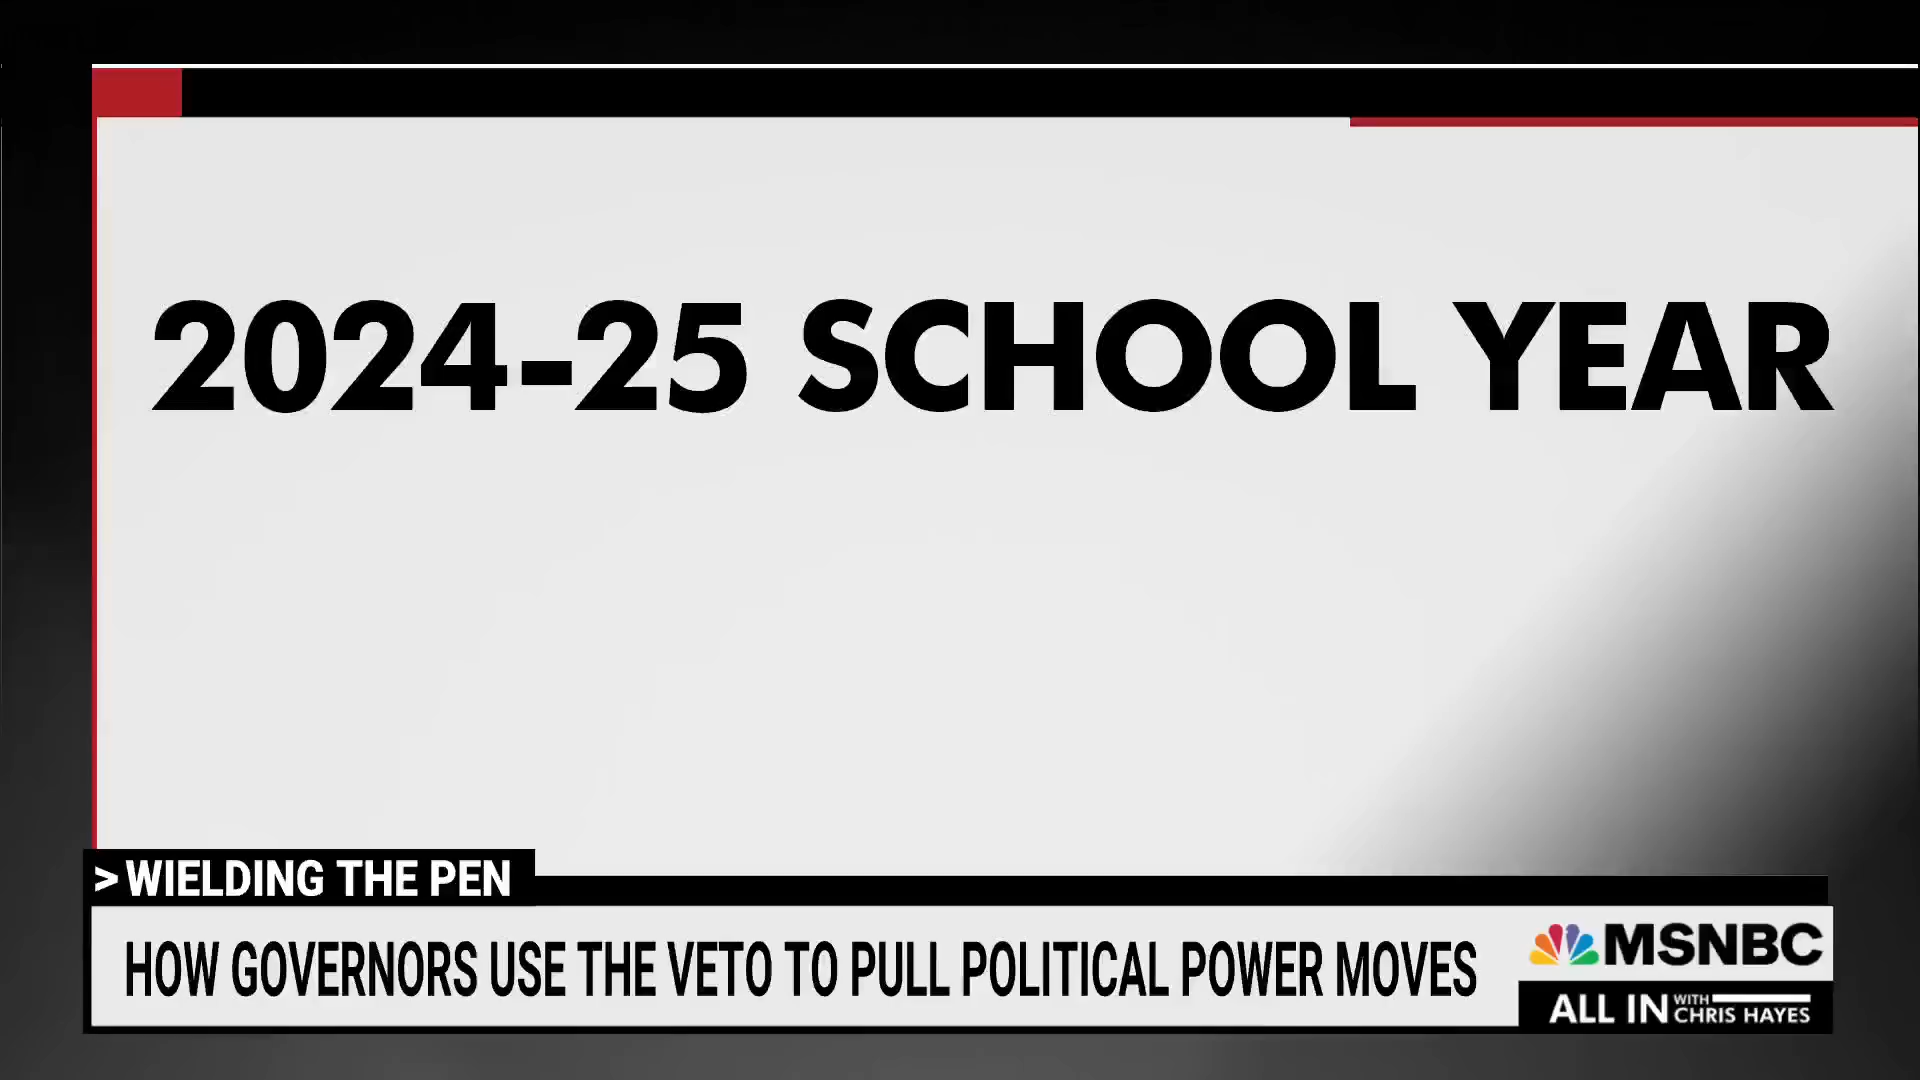 2024-25 SCHOOL YEAR
>WIELDING THE PEN
HOW GOVERNORS USE THE VETO TO PULL POLITICAL POWER MOVES
MSNBC
ALL IN WITH CHRIS HAYES